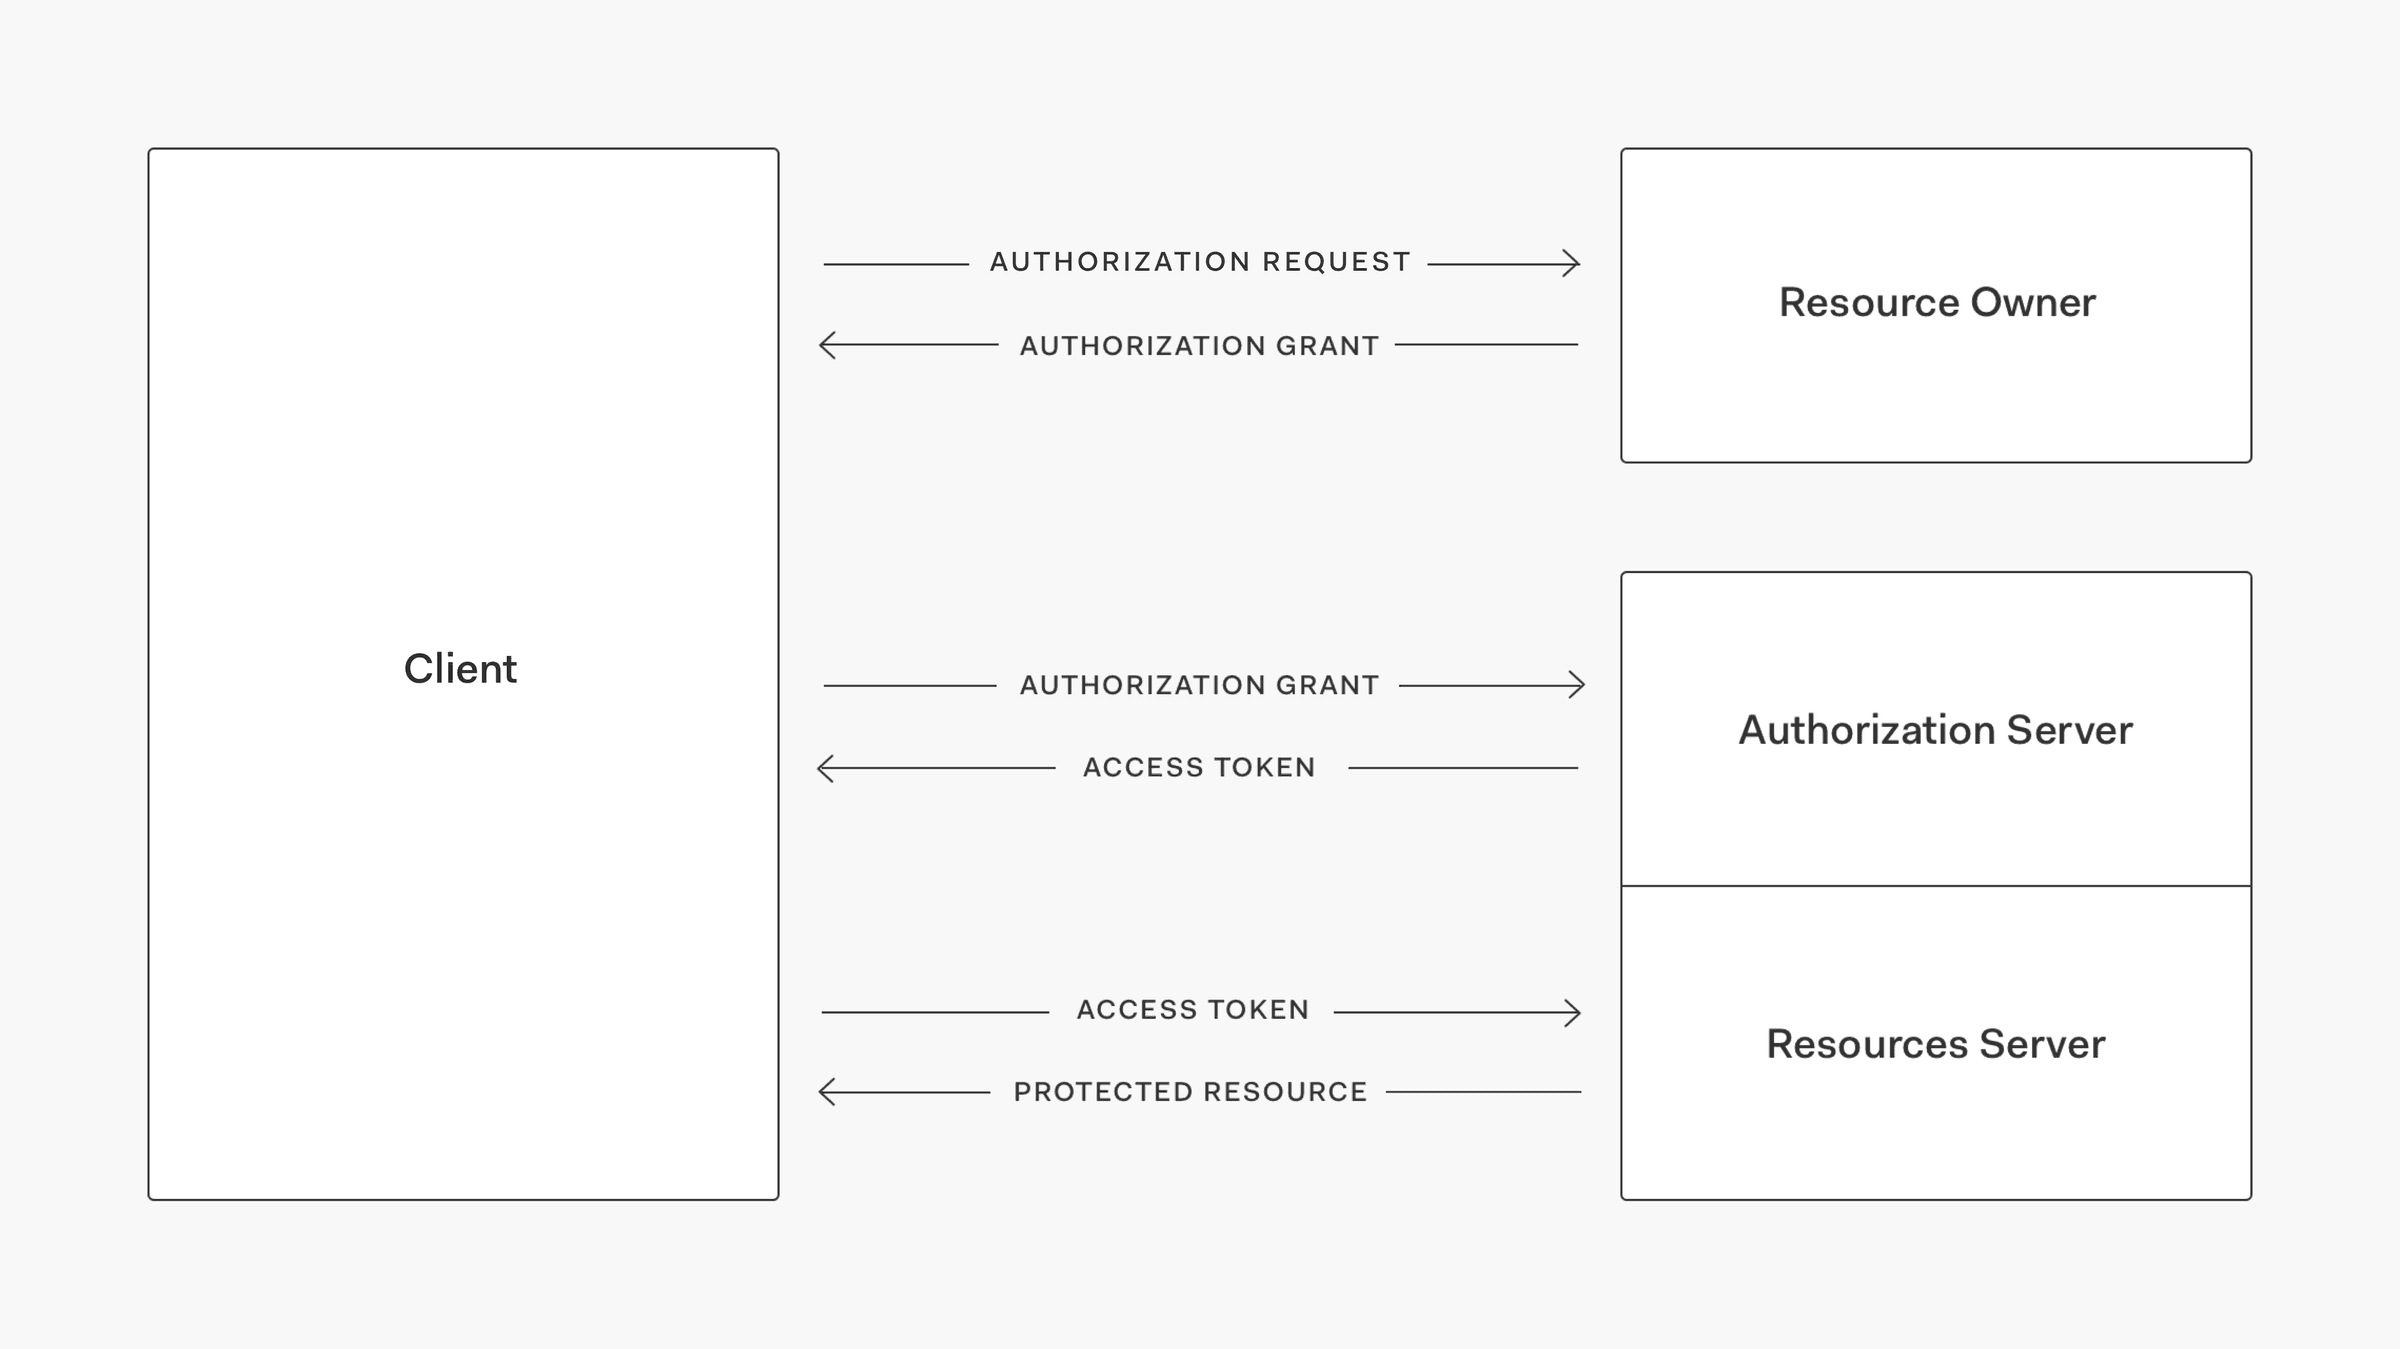 AUTHORIZATION REQUEST
Resource Owner
AUTHORIZATION GRANT
Client
AUTHORIZATION GRANT
Authorization Server
ACCESS TOKEN
ACCESS TOKEN
Resources Server
PROTECTED RESOURCE